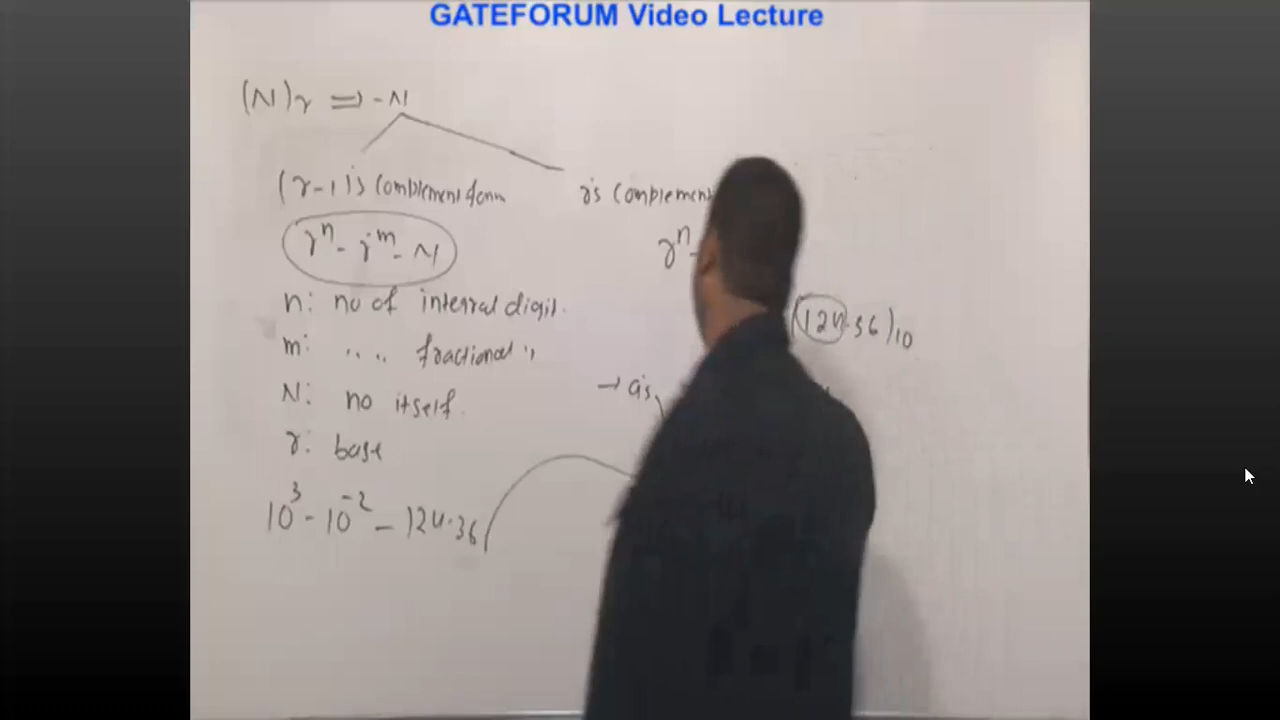 GATEFORUM Video Lecture
(N)r ⇒ -N
(r-1)'s complement form
r's complement
r^n - r^m - N
r^n -
n: no of integral digit.
(124.36)10
m: ,, ,, fractional ,,
→ 9's
N: no itself.
r: base
10^3 - 10^-2 - 124.36